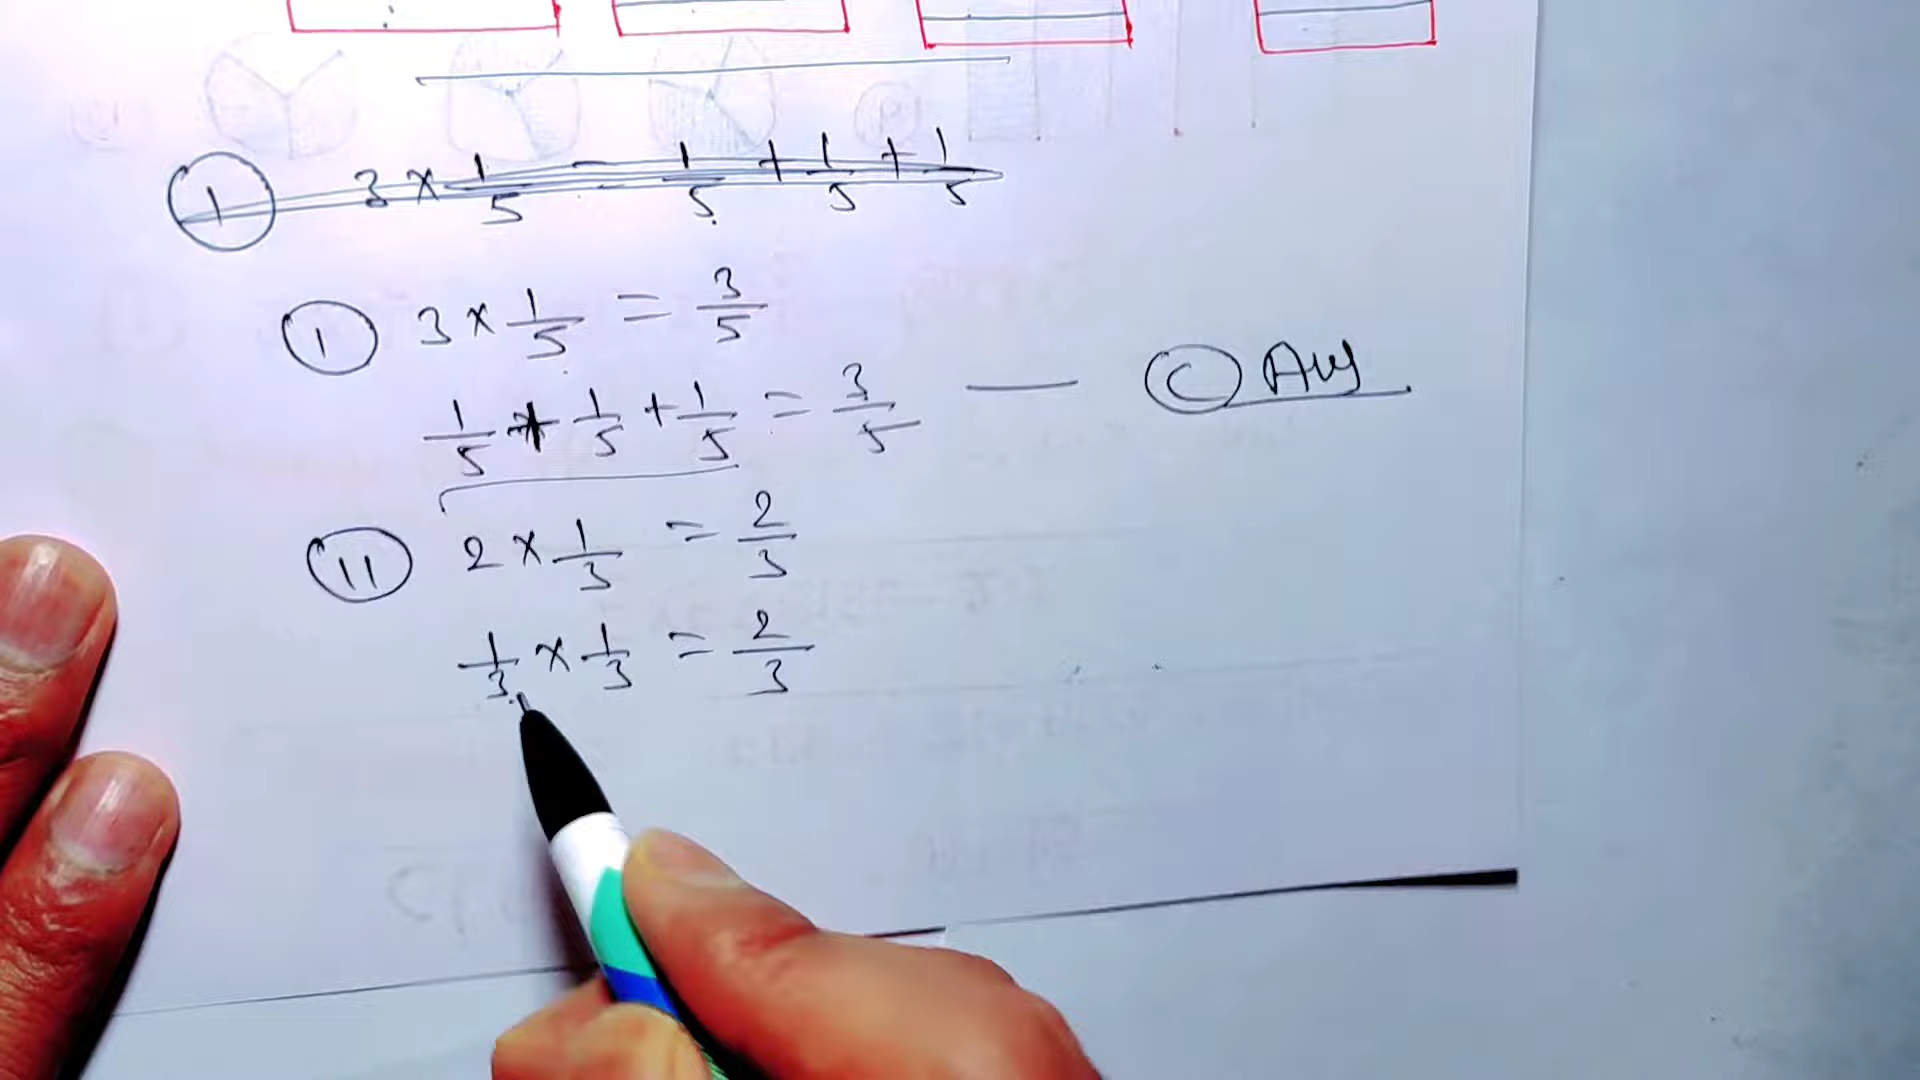 ① 3 × 1/5 = 1/5 + 1/5 + 1/5
① 3 × 1/5 = 3/5
1/5 + 1/5 + 1/5 = 3/5 — Ⓒ Ans
⑪ 2 × 1/3 = 2/3
1/3 × 1/3 = 2/3